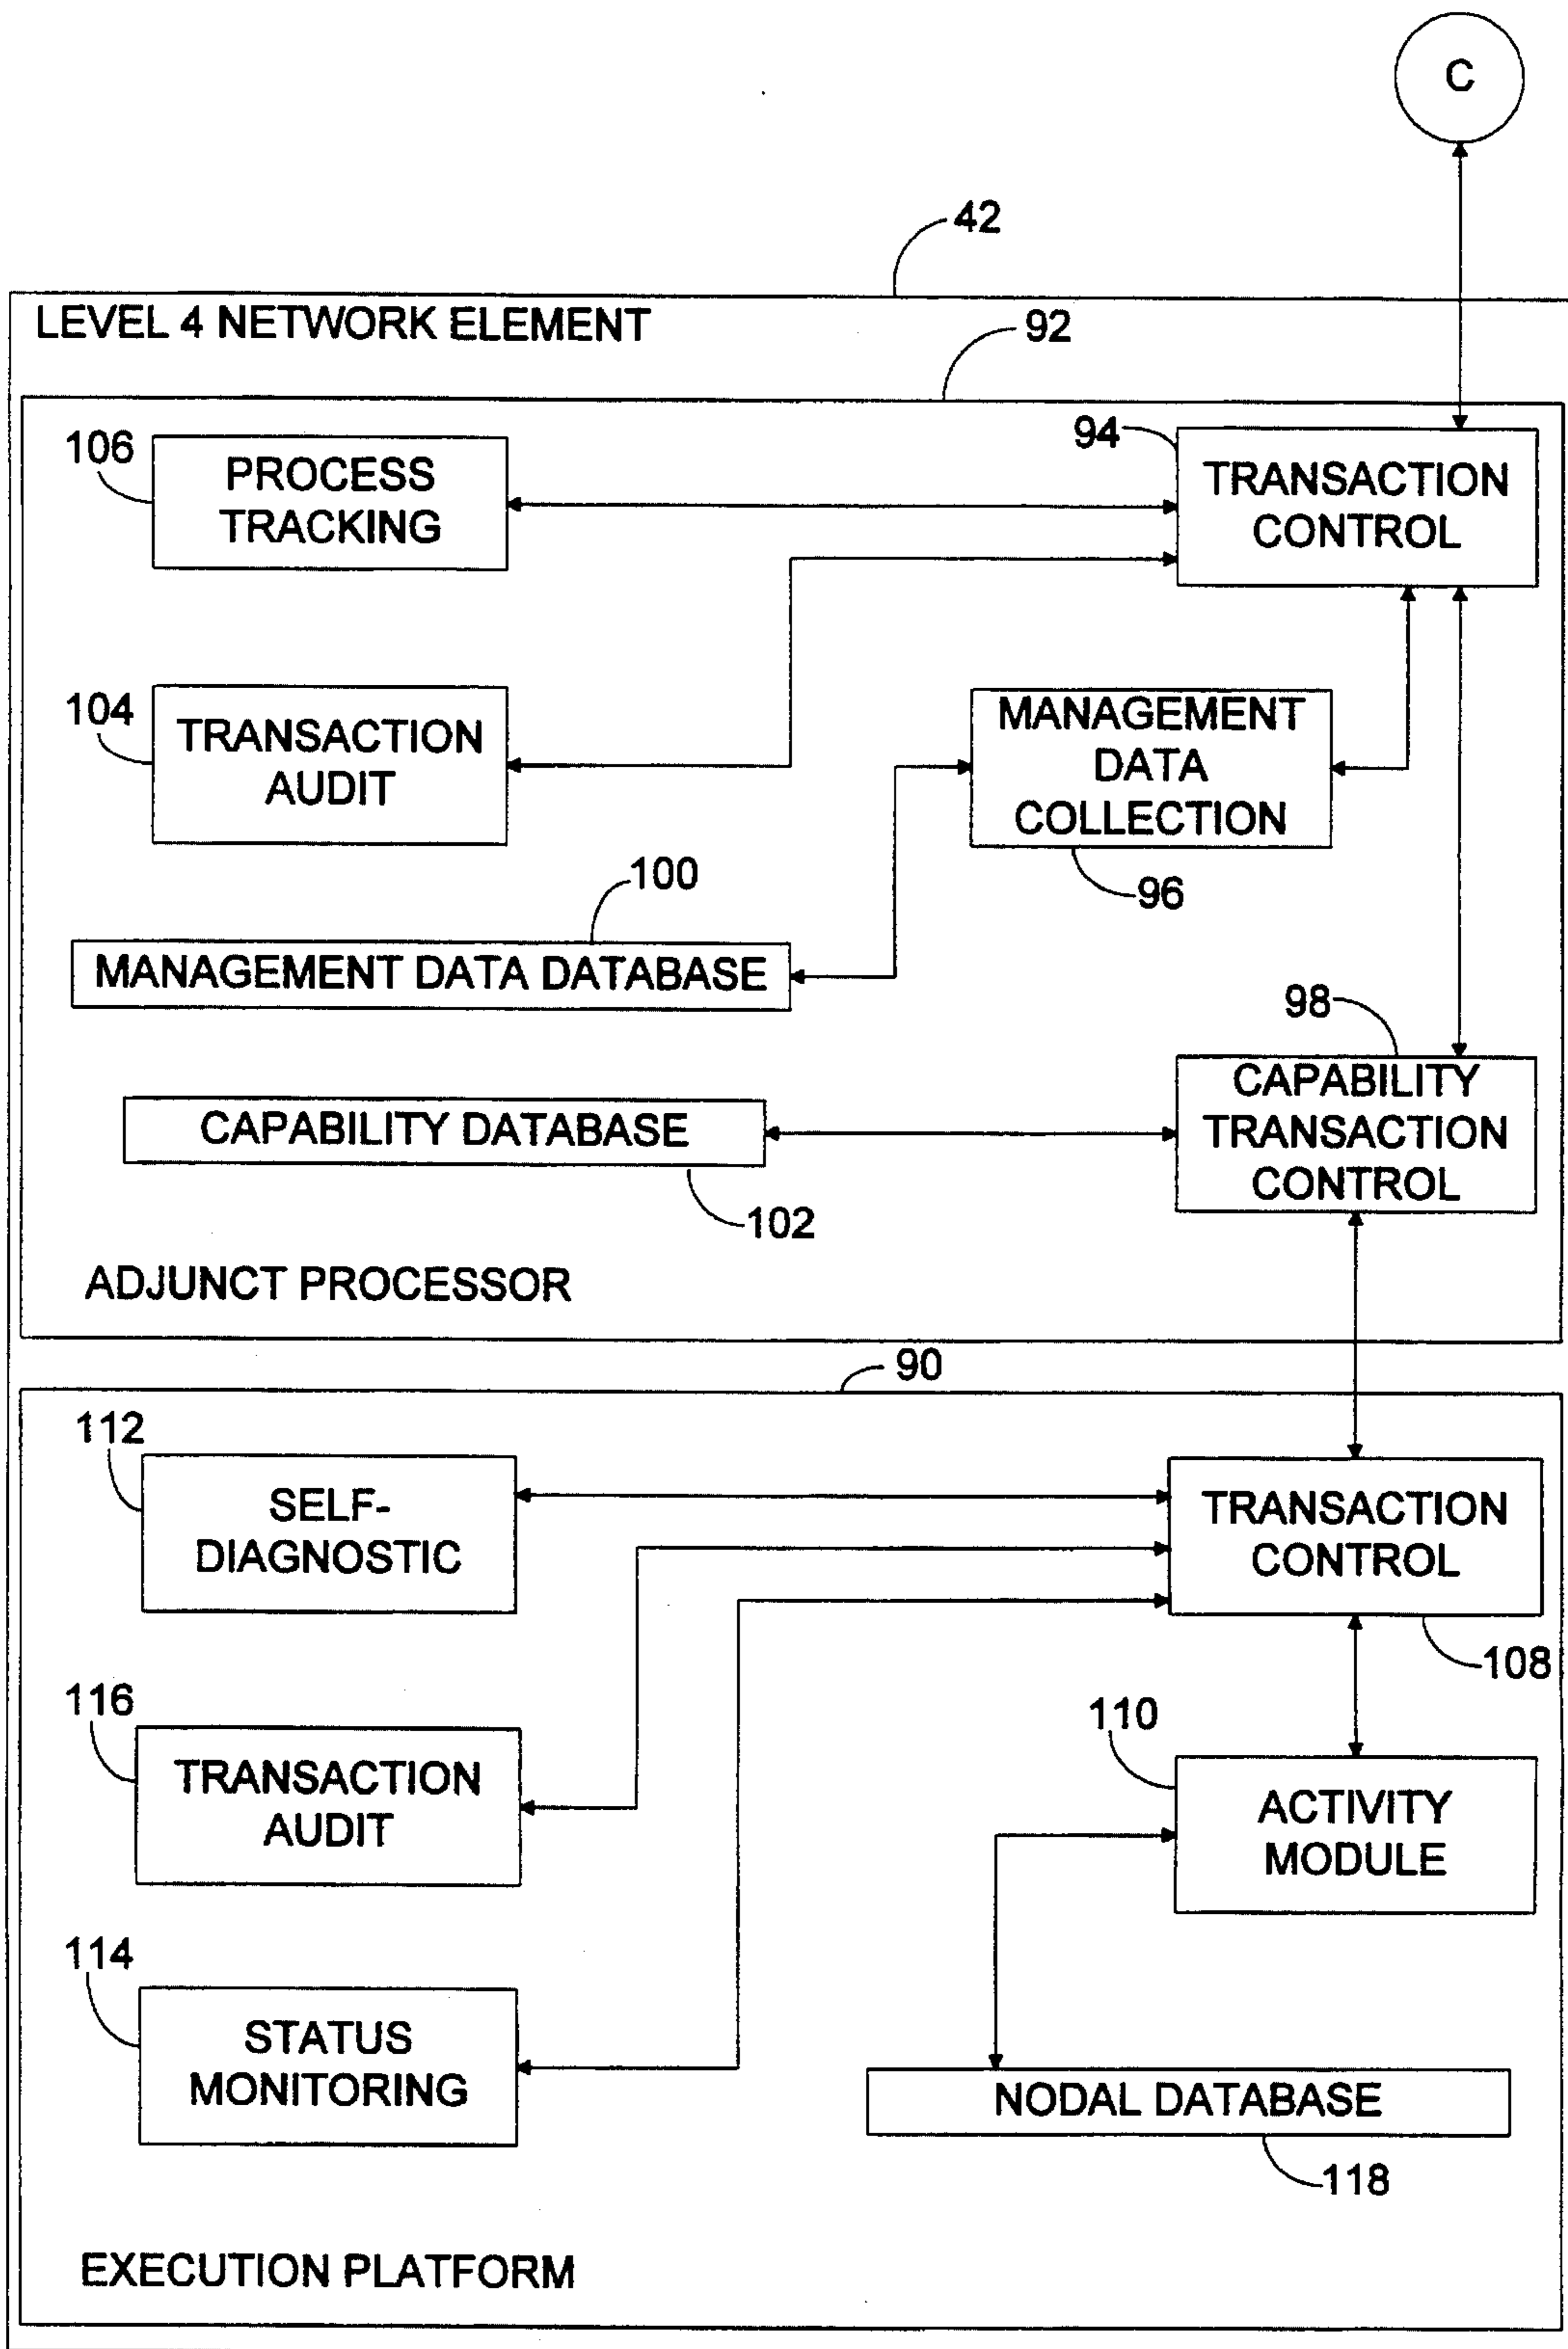 C
42
LEVEL 4 NETWORK ELEMENT
92
106
PROCESS
TRACKING
94
TRANSACTION
CONTROL
104
TRANSACTION
AUDIT
MANAGEMENT
DATA
COLLECTION
96
100
MANAGEMENT DATA DATABASE
98
CAPABILITY
TRANSACTION
CONTROL
CAPABILITY DATABASE
102
ADJUNCT PROCESSOR
90
112
SELF-
DIAGNOSTIC
TRANSACTION
CONTROL
108
116
TRANSACTION
AUDIT
110
ACTIVITY
MODULE
114
STATUS
MONITORING
NODAL DATABASE
118
EXECUTION PLATFORM